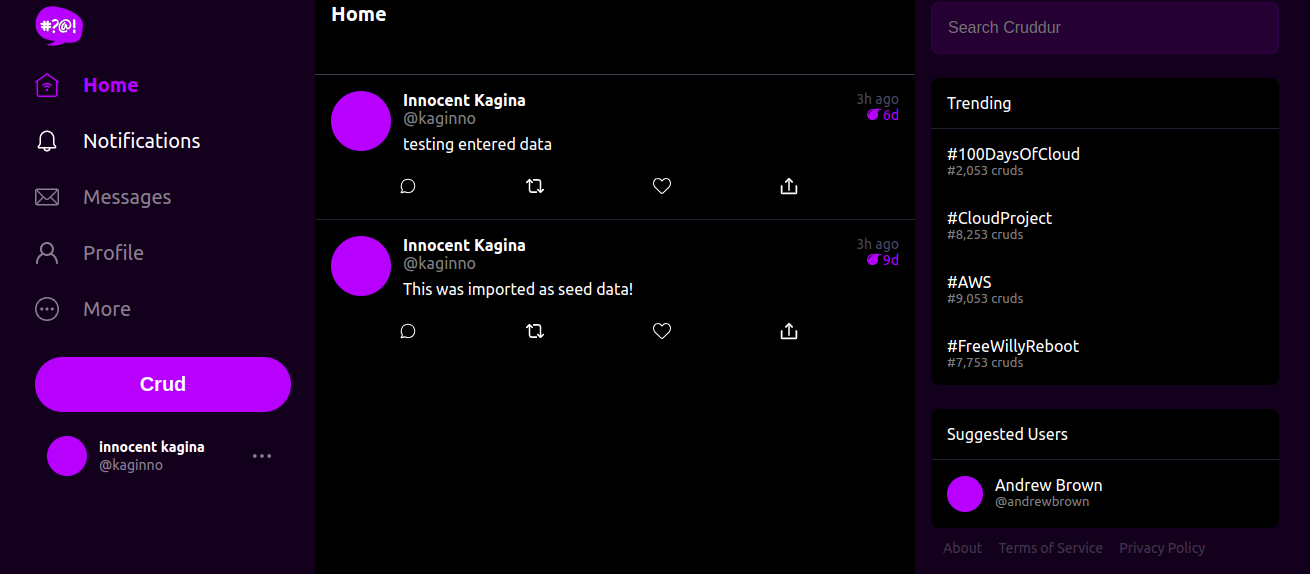 #?@!
Home
Notifications
Messages
Profile
More
Crud
innocent kagina
@kaginno
Home
Innocent Kagina
@kaginno
3h ago
6d
testing entered data
Innocent Kagina
@kaginno
3h ago
9d
This was imported as seed data!
Search Cruddur
Trending
#100DaysOfCloud
#2,053 cruds
#CloudProject
#8,253 cruds
#AWS
#9,053 cruds
#FreeWillyReboot
#7,753 cruds
Suggested Users
Andrew Brown
@andrewbrown
About Terms of Service Privacy Policy